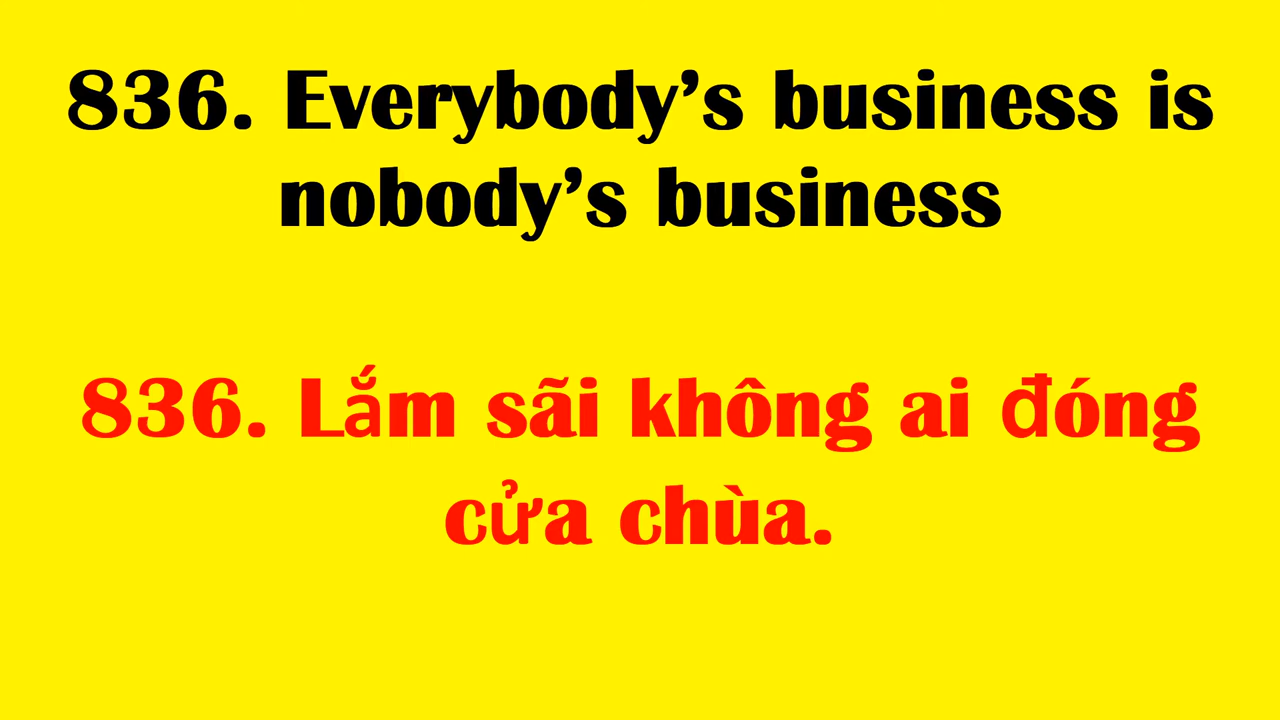 836. Everybody’s business is
nobody’s business
836. Lắm sãi không ai đóng
cửa chùa.